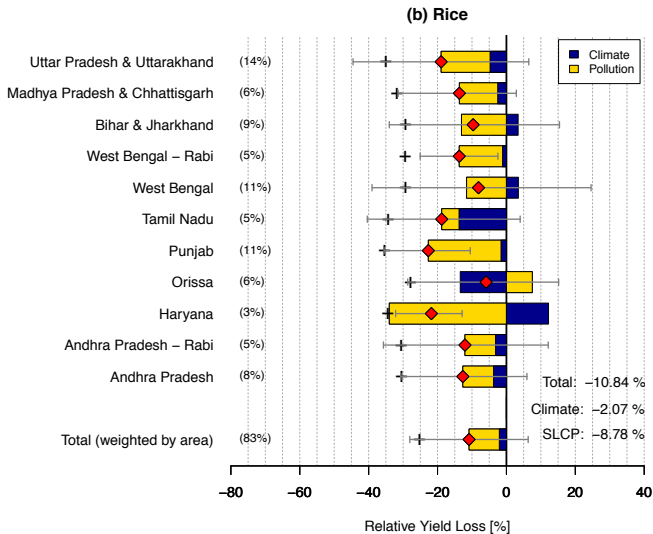 (b) Rice
Climate
Pollution
Uttar Pradesh & Uttarakhand (14%)
Madhya Pradesh & Chhattisgarh (6%)
Bihar & Jharkhand (9%)
West Bengal − Rabi (5%)
West Bengal (11%)
Tamil Nadu (5%)
Punjab (11%)
Orissa (6%)
Haryana (3%)
Andhra Pradesh − Rabi (5%)
Andhra Pradesh (8%)
Total: −10.84 %
Climate: −2.07 %
SLCP: −8.78 %
Total (weighted by area) (83%)
−80 −60 −40 −20 0 20 40
Relative Yield Loss [%]